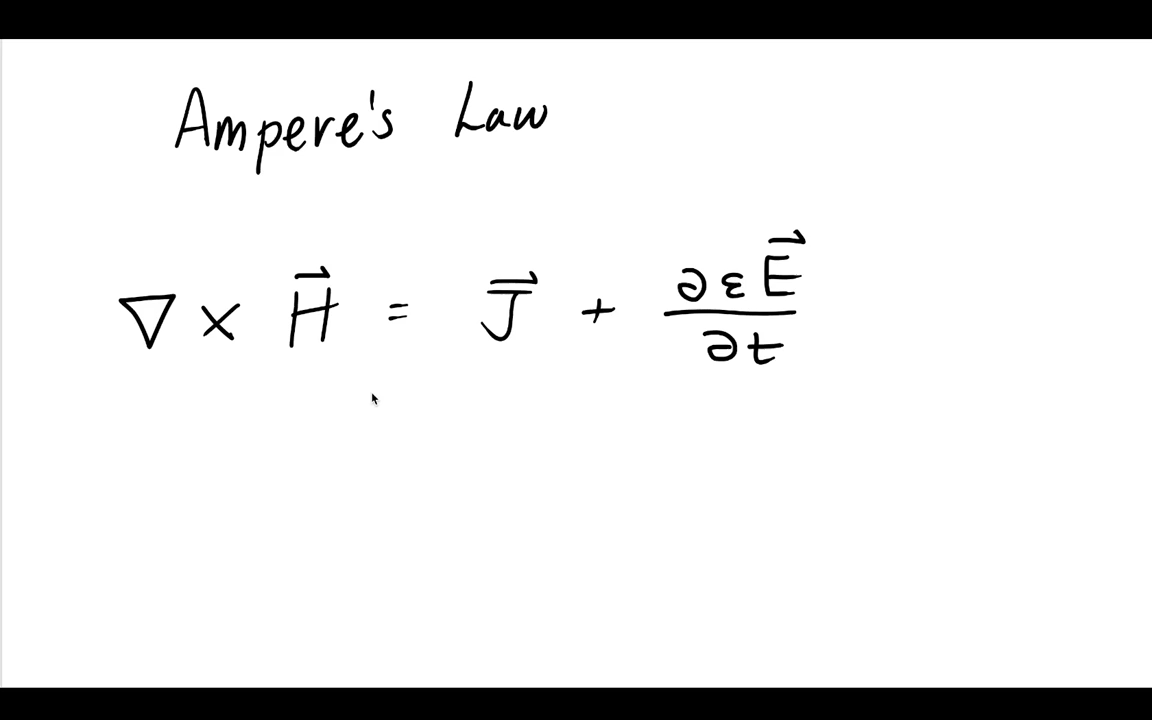 Ampere's Law
∇ × H⃗ = J⃗ + ∂εE⃗ / ∂t